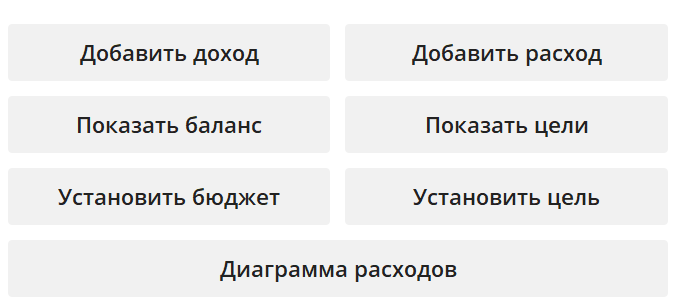 Добавить доход
Добавить расход
Показать баланс
Показать цели
Установить бюджет
Установить цель
Диаграмма расходов